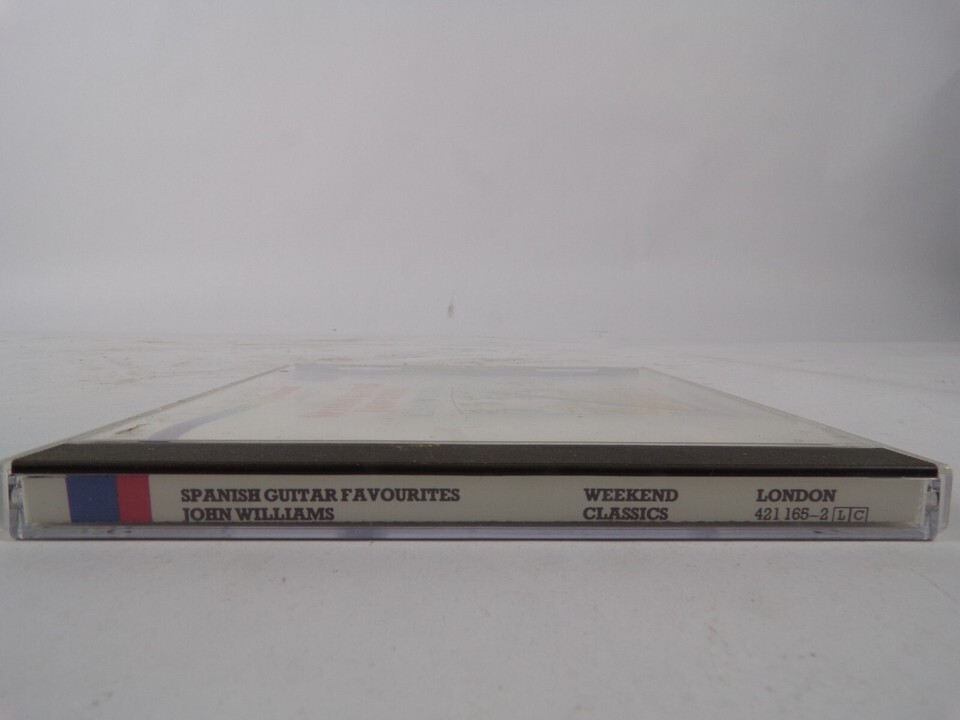 SPANISH GUITAR FAVOURITES
JOHN WILLIAMS
WEEKEND
CLASSICS
LONDON
421 165-2 LC